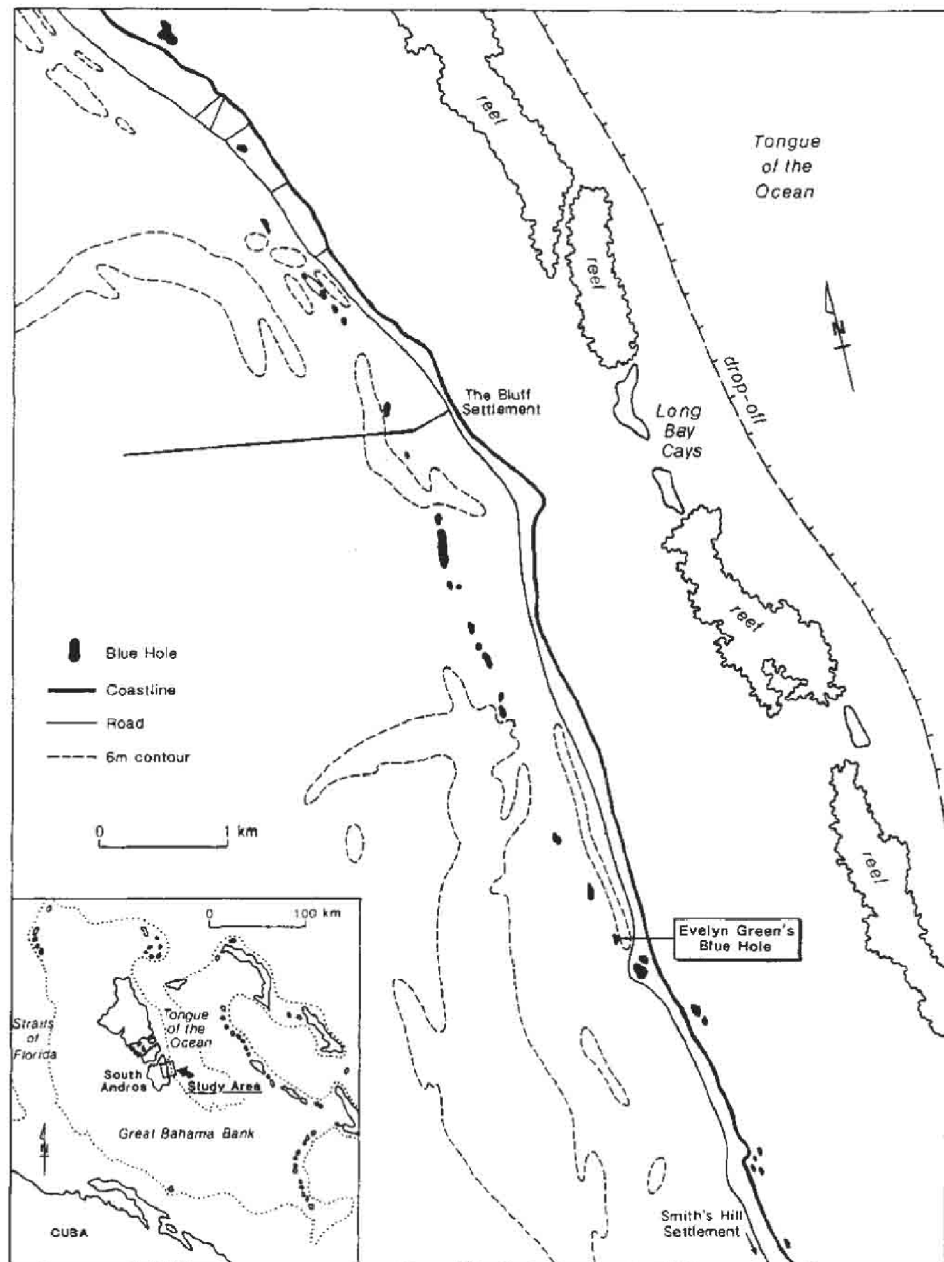 reef
Tongue
of the
Ocean
reef
N
drop-off
The Bluff
Settlement
Long
Bay
Cays
reef
Blue Hole
Coastline
Road
6m contour
0 1 km
reef
Evelyn Green's
Blue Hole
0 100 km
Straits
of
Florida
Tongue
of the
Ocean
South
Andros
Study Area
Great Bahama Bank
N
CUBA
Smith's Hill
Settlement